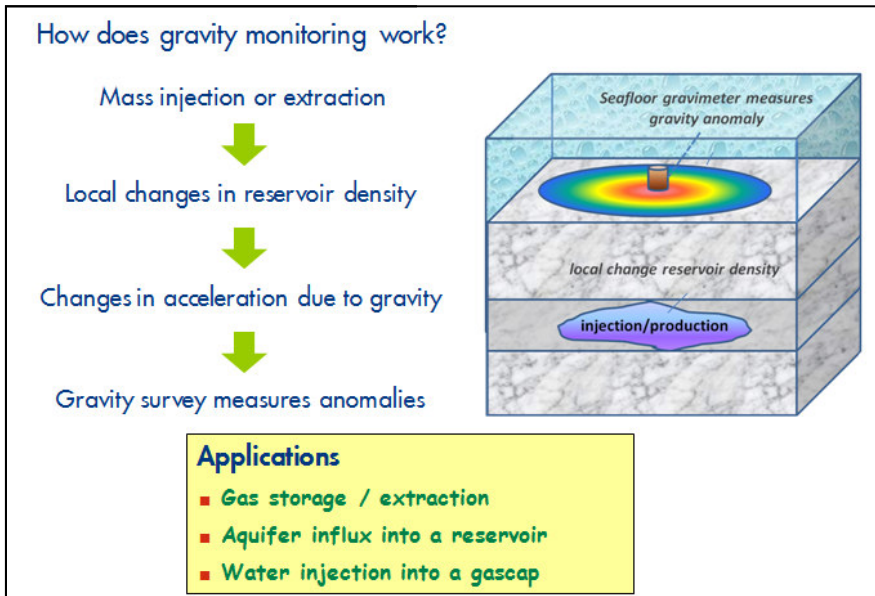 How does gravity monitoring work?
Mass injection or extraction
Local changes in reservoir density
Changes in acceleration due to gravity
Gravity survey measures anomalies
Seafloor gravimeter measures
gravity anomaly
local change reservoir density
injection/production
Applications
▪ Gas storage / extraction
▪ Aquifer influx into a reservoir
▪ Water injection into a gascap